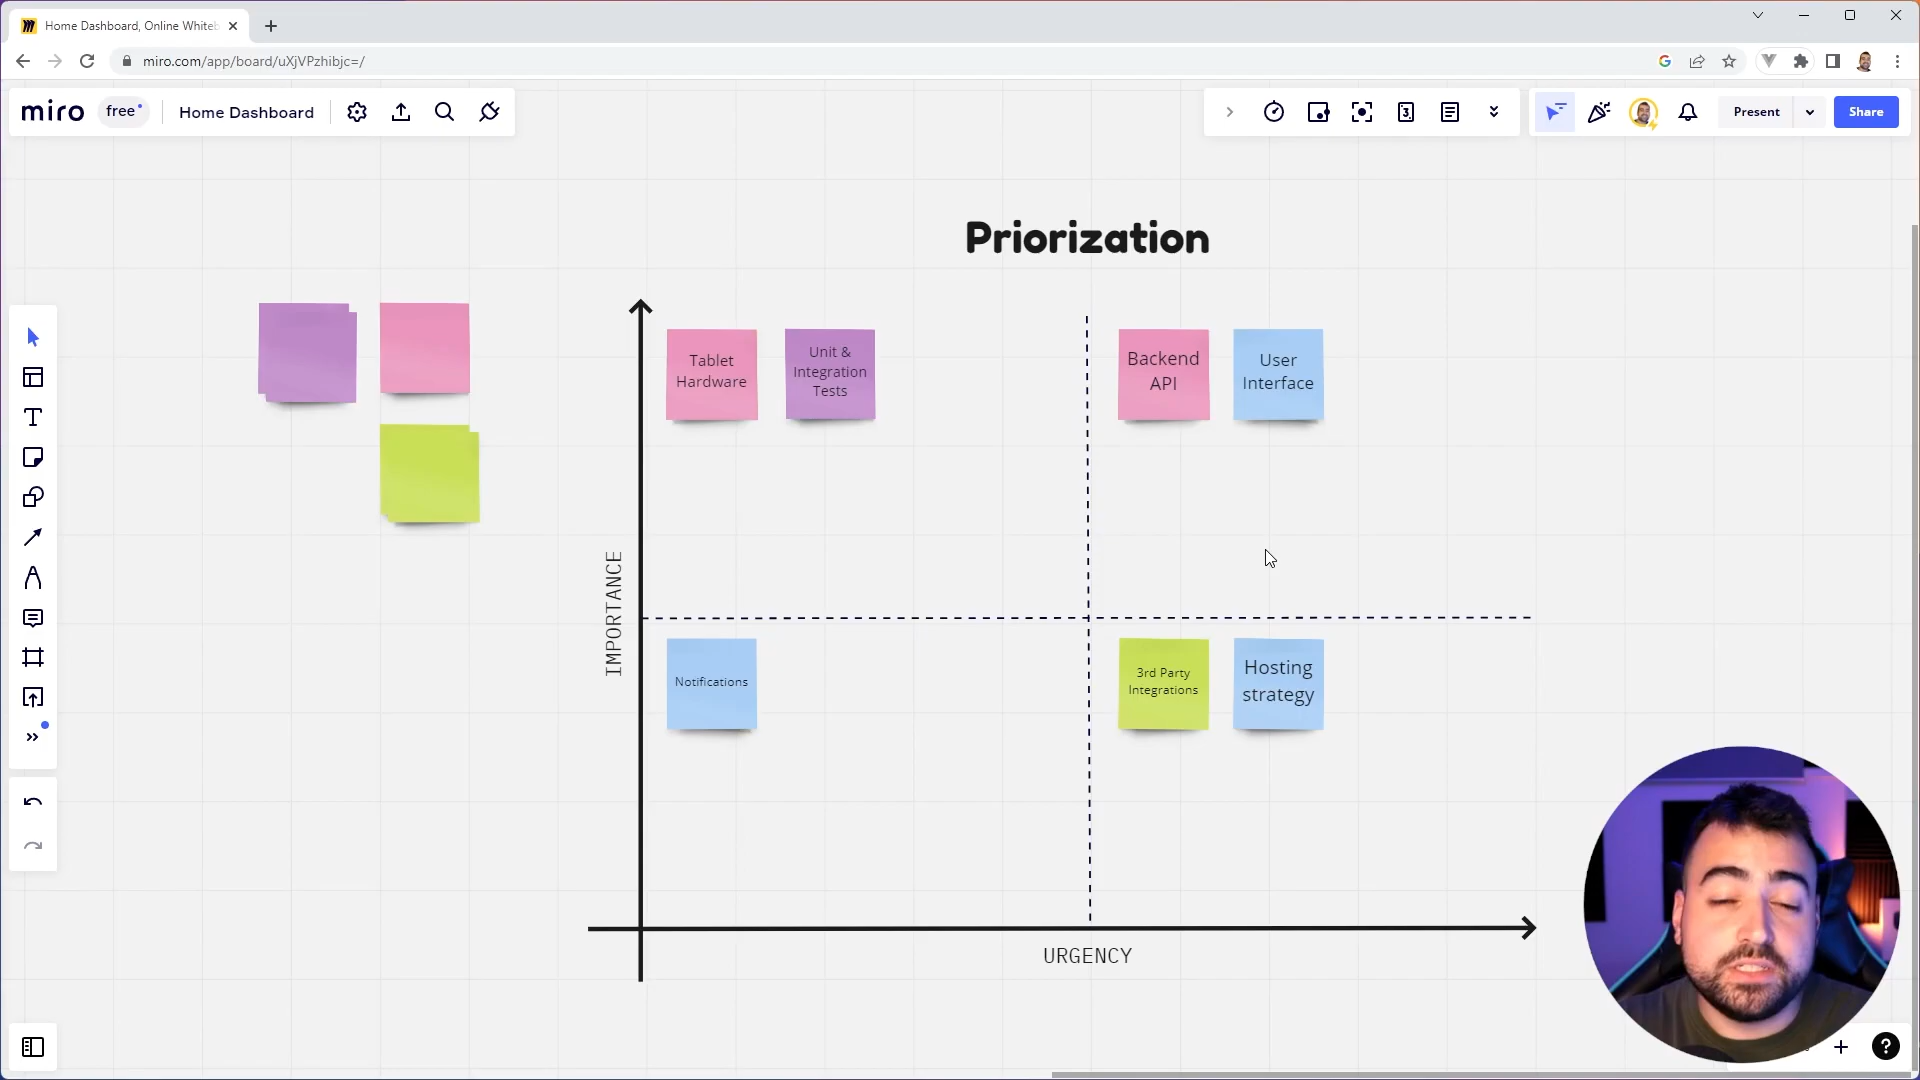 Home Dashboard, Online Whiteb
miro.com/app/board/uXjVPzhibjc=/
miro
free
Home Dashboard
3
Present
Share
Priorization
Tablet
Hardware
Unit &
Integration
Tests
Backend
API
User
Interface
IMPORTANCE
Notifications
3rd Party
Integrations
Hosting
strategy
URGENCY